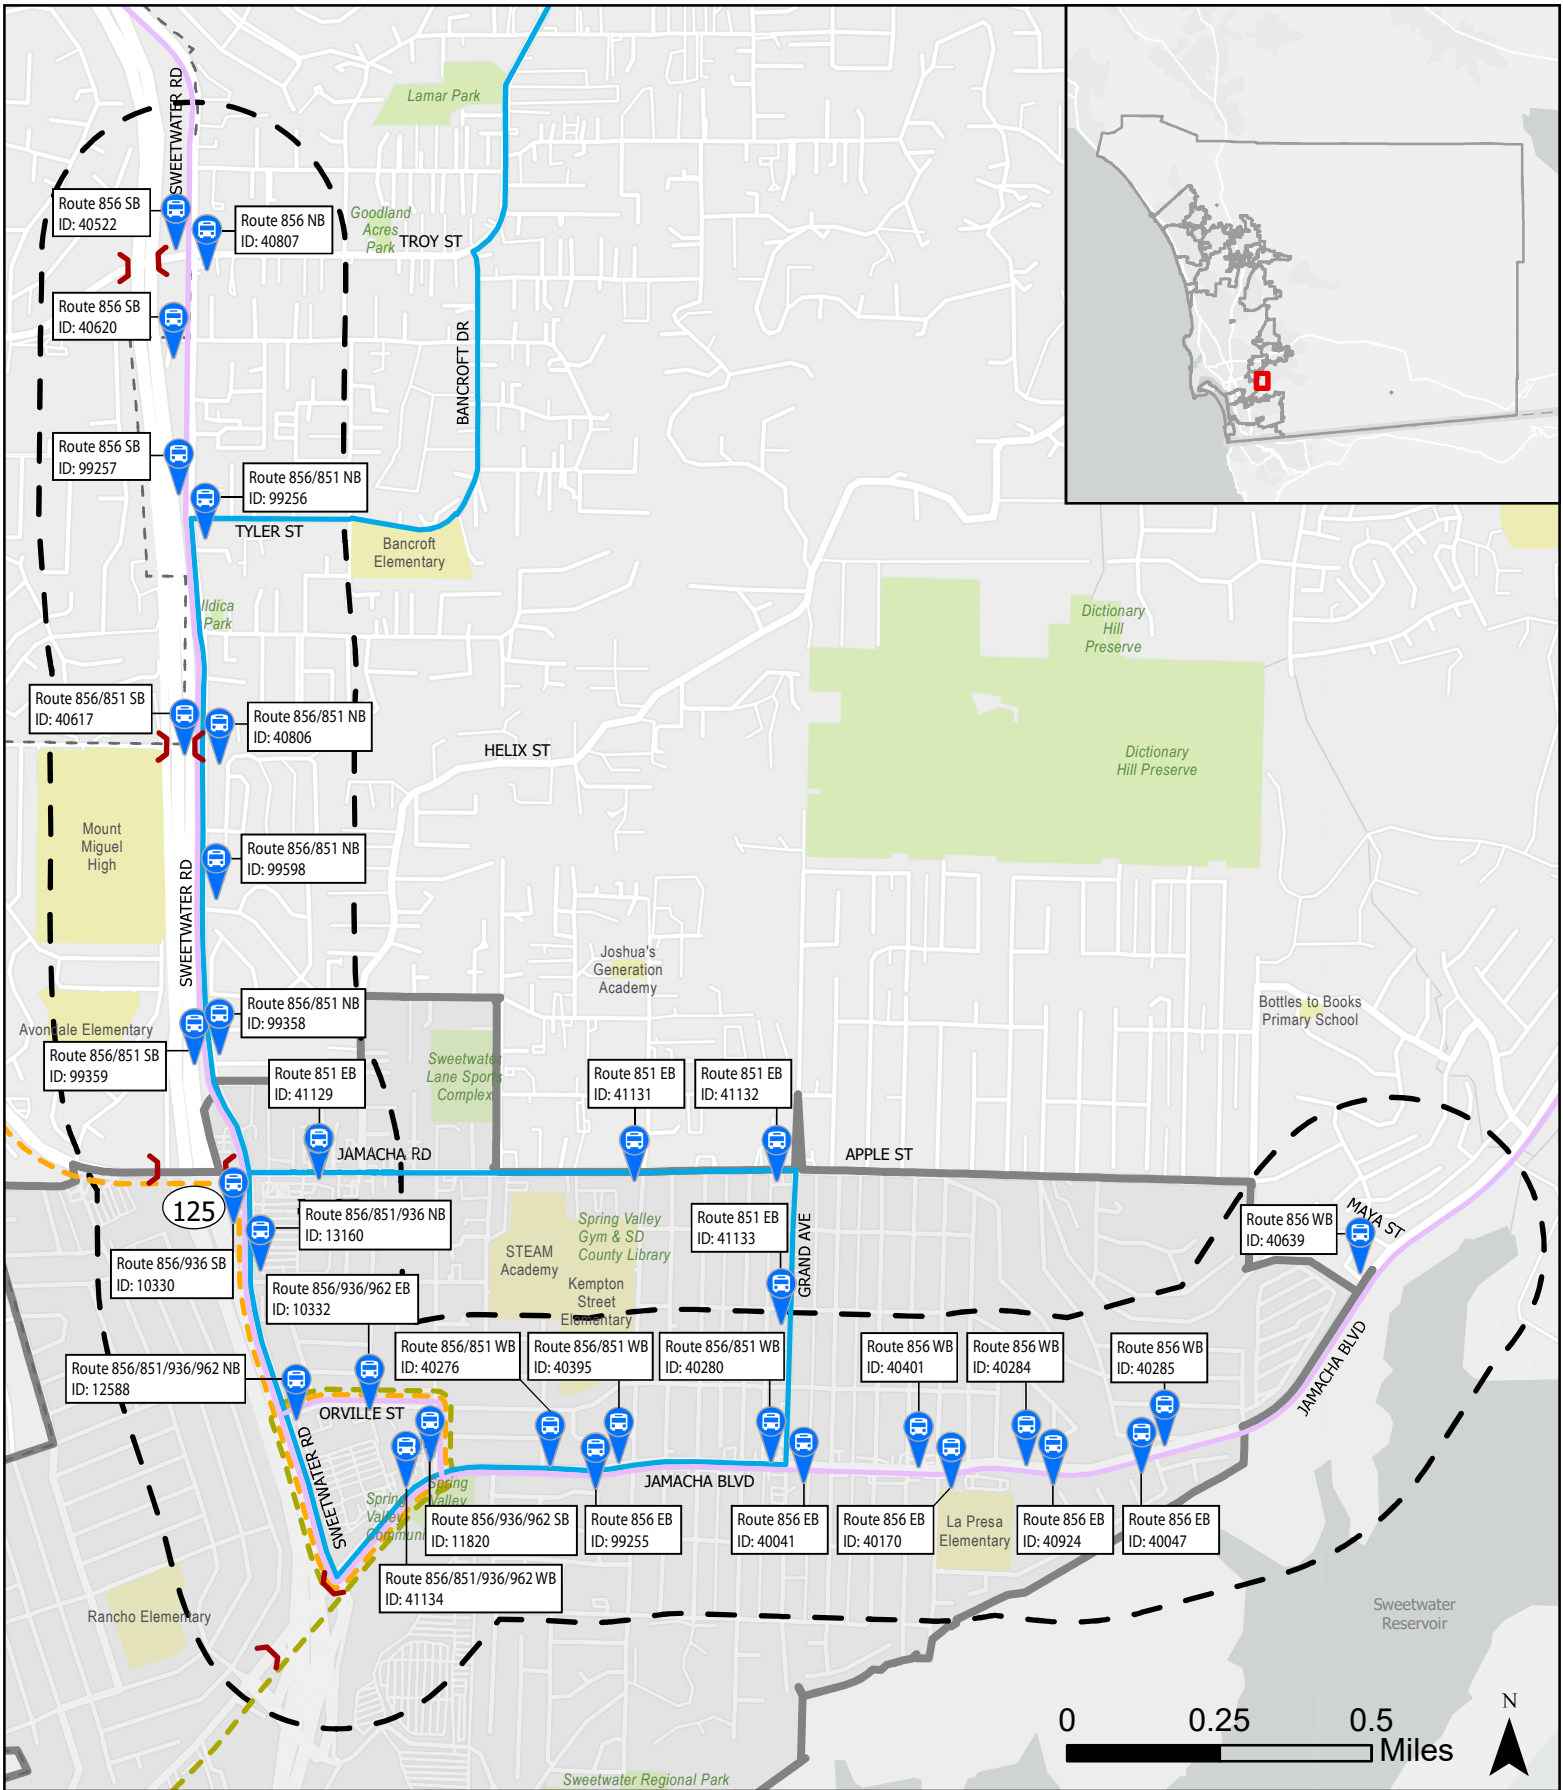 SWEETWATER RD
Lamar Park
Route 856 SB
ID: 40522
Route 856 NB
ID: 40807
Goodland
Acres
Park
TROY ST
Route 856 SB
ID: 40620
BANCROFT DR
Route 856 SB
ID: 99257
Route 856/851 NB
ID: 99256
TYLER ST
Bancroft
Elementary
Ildica
Park
Dictionary
Hill
Preserve
Route 856/851 SB
ID: 40617
Route 856/851 NB
ID: 40806
HELIX ST
Dictionary
Hill Preserve
Mount
Miguel
High
Route 856/851 NB
ID: 99598
SWEETWATER RD
Joshua's
Generation
Academy
Route 856/851 NB
ID: 99358
Bottles to Books
Primary School
Avondale Elementary
Route 856/851 SB
ID: 99359
Sweetwater
Lane Sports
Complex
Route 851 EB
ID: 41129
Route 851 EB
ID: 41131
Route 851 EB
ID: 41132
JAMACHA RD
APPLE ST
125
Route 856/851/936 NB
ID: 13160
Spring Valley
Gym & SD
County Library
Route 851 EB
ID: 41133
GRAND AVE
MAYA ST
Route 856 WB
ID: 40639
STEAM
Academy
Route 856/936 SB
ID: 10330
Route 856/936/962 EB
ID: 10332
Kempton
Street
Elementary
Route 856/851/936/962 NB
ID: 12588
Route 856/851 WB
ID: 40276
Route 856/851 WB
ID: 40395
Route 856/851 WB
ID: 40280
Route 856 WB
ID: 40401
Route 856 WB
ID: 40284
Route 856 WB
ID: 40285
JAMACHA BLVD
ORVILLE ST
SWEETWATER RD
JAMACHA BLVD
Spring
Valley
Spring
Valley
Communi
Route 856/936/962 SB
ID: 11820
Route 856 EB
ID: 99255
Route 856 EB
ID: 40041
Route 856 EB
ID: 40170
La Presa
Elementary
Route 856 EB
ID: 40924
Route 856 EB
ID: 40047
Route 856/851/936/962 WB
ID: 41134
Rancho Elementary
Sweetwater
Reservoir
N
0 0.25 0.5
Miles
Sweetwater Regional Park